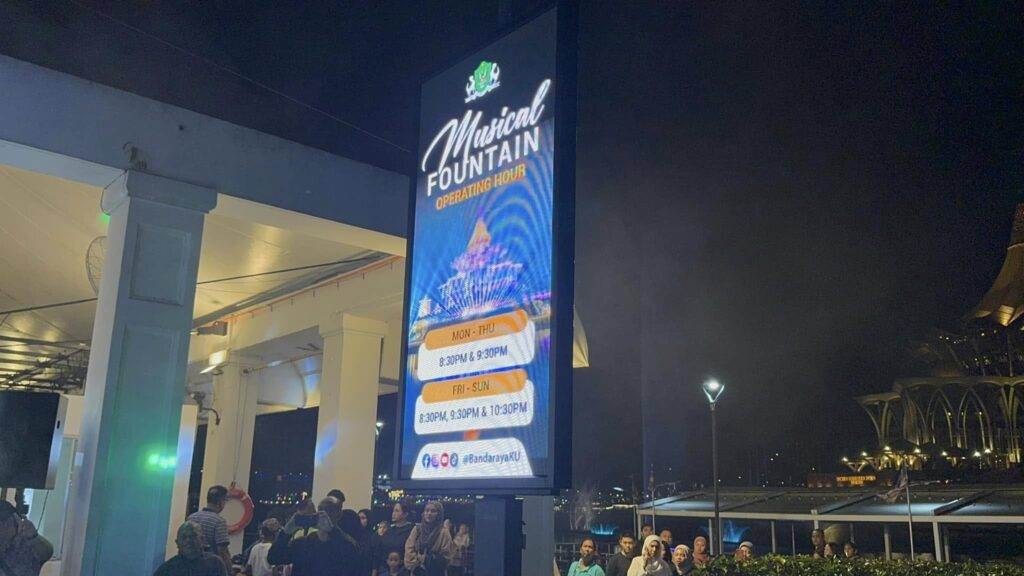 Musical
FOUNTAIN
OPERATING HOUR
MON - THU
8:30PM & 9:30PM
FRI - SUN
8:30PM, 9:30PM & 10:30PM
@BandarayaKU